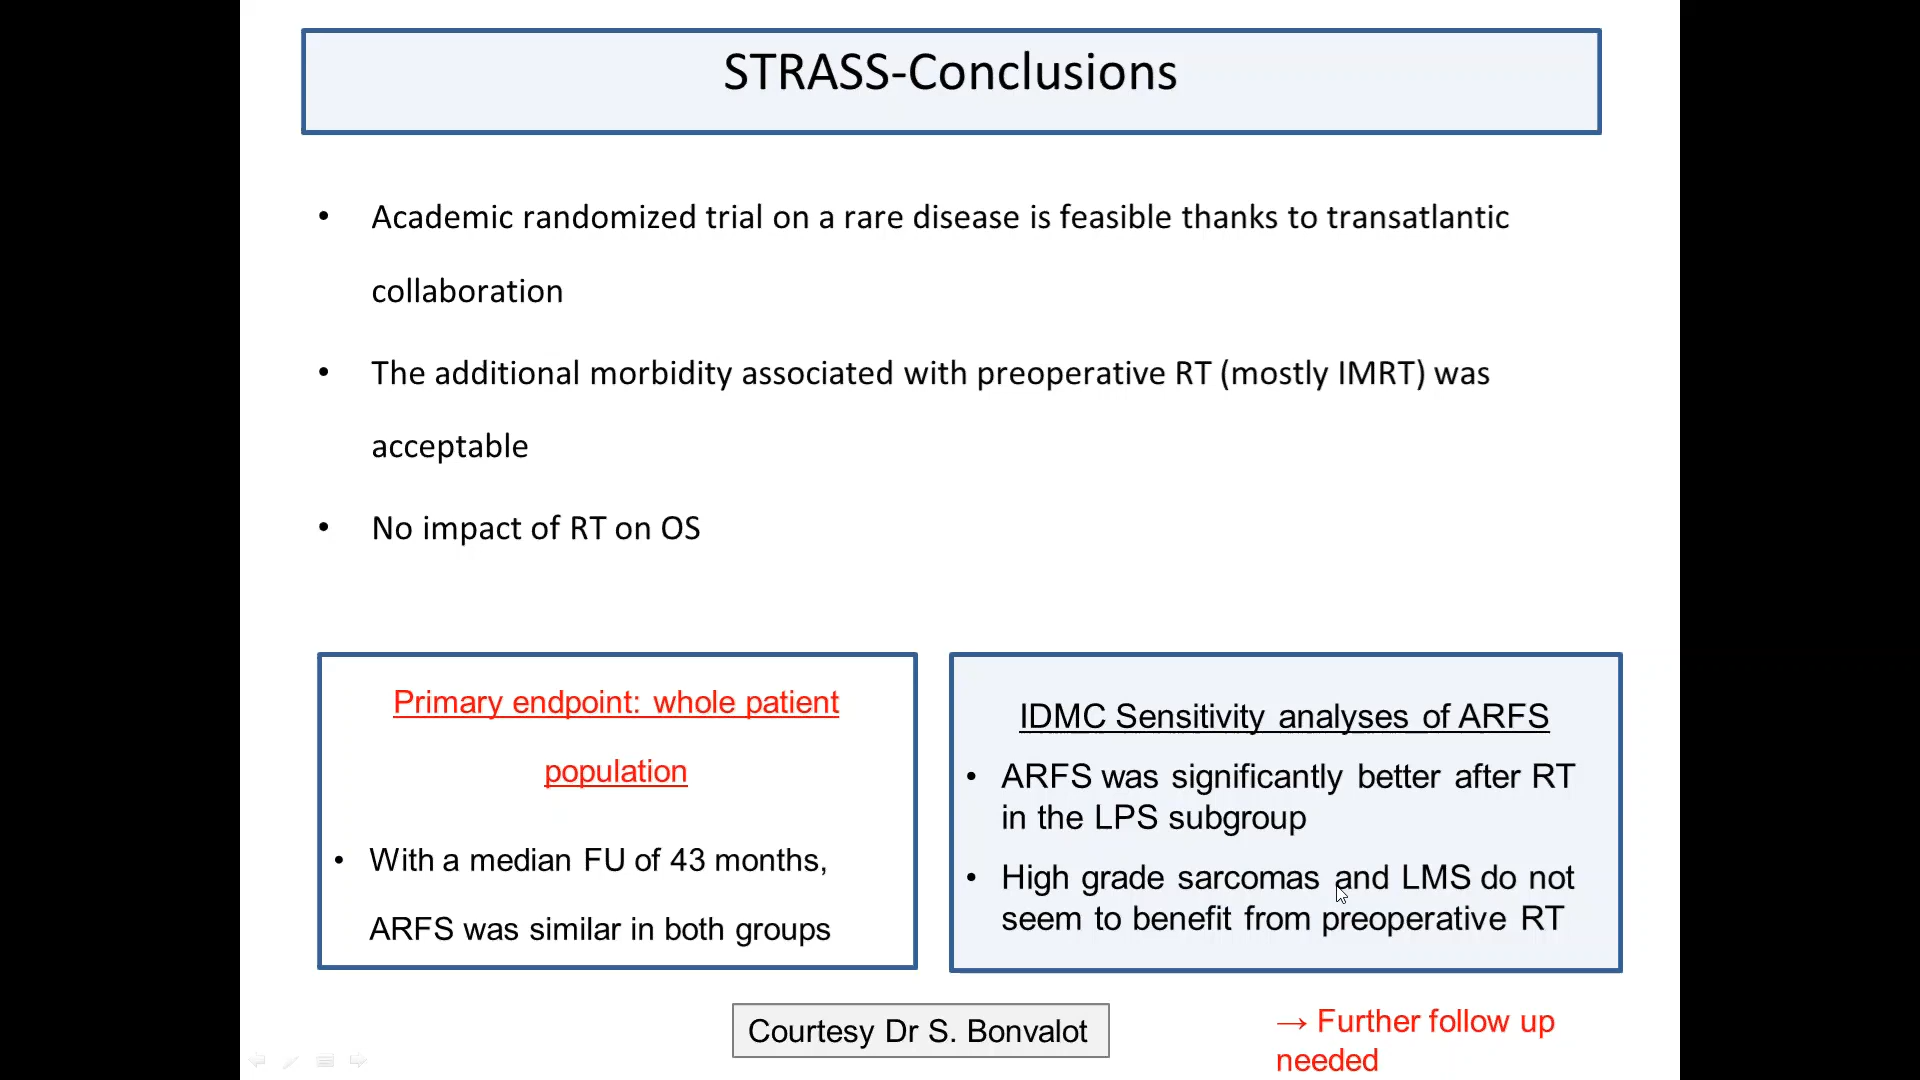 STRASS-Conclusions
• Academic randomized trial on a rare disease is feasible thanks to transatlantic
collaboration
• The additional morbidity associated with preoperative RT (mostly IMRT) was
acceptable
• No impact of RT on OS
Primary endpoint: whole patient
population
• With a median FU of 43 months,
ARFS was similar in both groups
IDMC Sensitivity analyses of ARFS
• ARFS was significantly better after RT
in the LPS subgroup
• High grade sarcomas and LMS do not
seem to benefit from preoperative RT
Courtesy Dr S. Bonvalot
→ Further follow up
needed